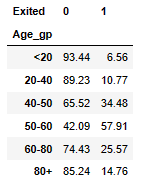 Exited 0 1
Age_gp
<20 93.44 6.56
20-40 89.23 10.77
40-50 65.52 34.48
50-60 42.09 57.91
60-80 74.43 25.57
80+ 85.24 14.76